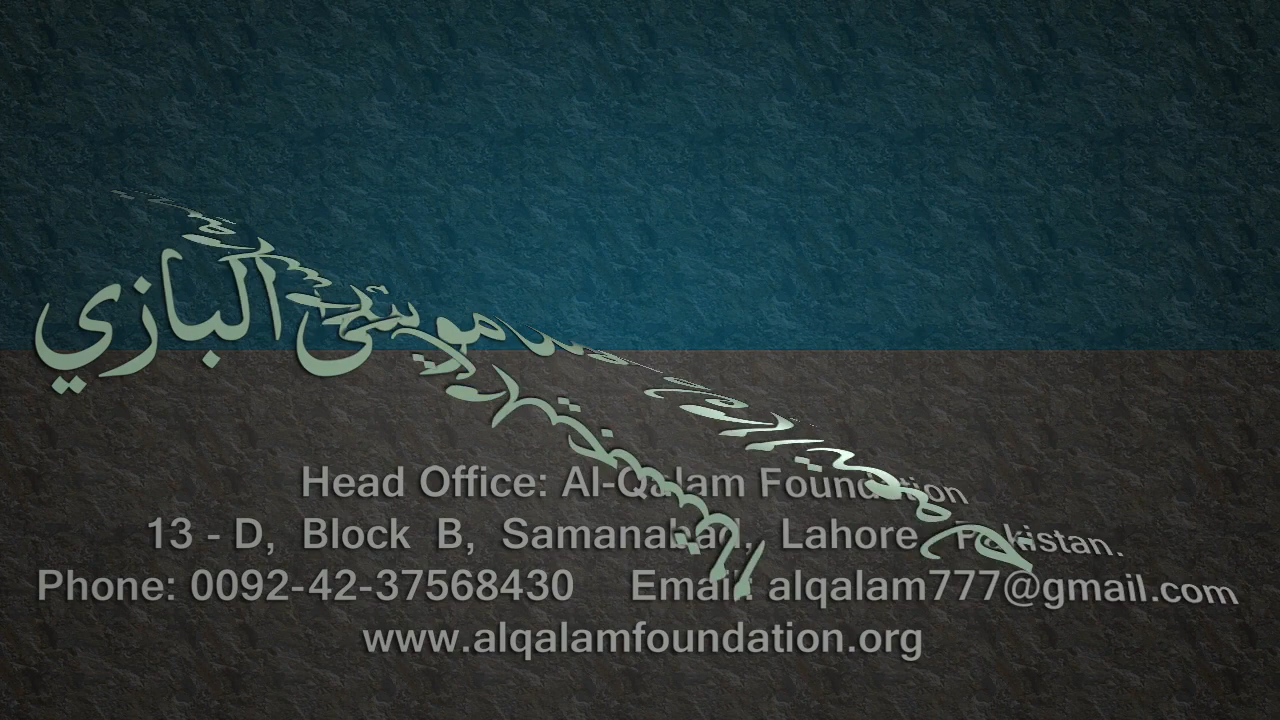 موسى البازي
Head Office: Al-Qalam Foundation
13 - D, Block B, Samanabad, Lahore, Pakistan.
Phone: 0092-42-37568430 Email: alqalam777@gmail.com
www.alqalamfoundation.org